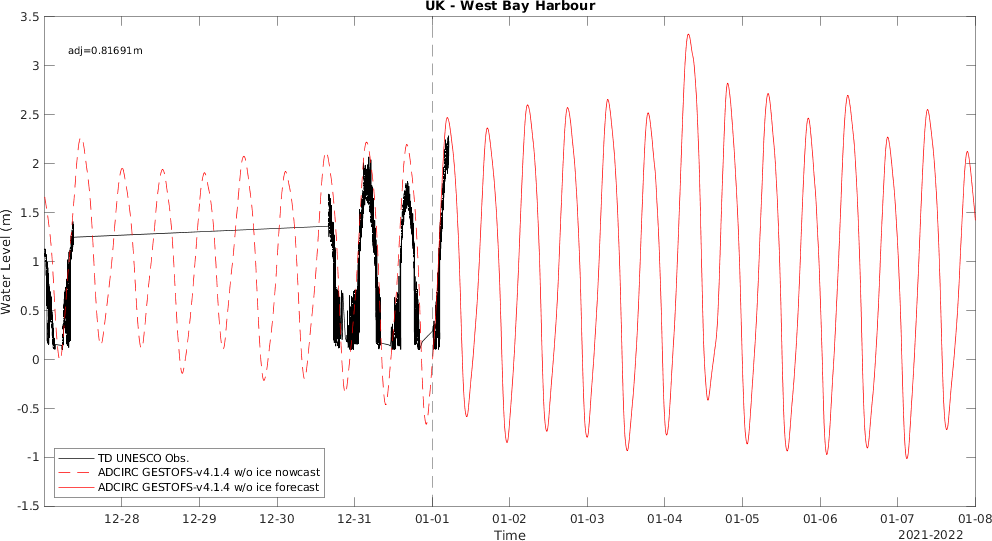 UK - West Bay Harbour
adj=0.81691m
Water Level (m)
3.5
3
2.5
2
1.5
1
0.5
0
-0.5
-1
-1.5
TD UNESCO Obs.
ADCIRC GESTOFS-v4.1.4 w/o ice nowcast
ADCIRC GESTOFS-v4.1.4 w/o ice forecast
12-28 12-29 12-30 12-31 01-01 01-02 01-03 01-04 01-05 01-06 01-07 01-08
Time
2021-2022